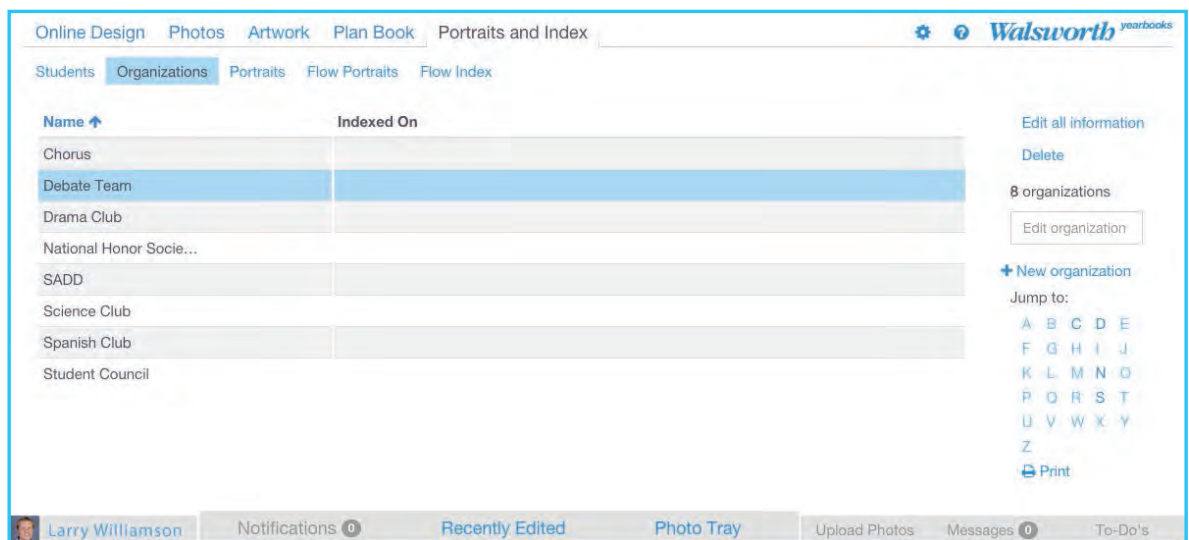 Online Design Photos Artwork Plan Book Portraits and Index Walsworth yearbooks
Students Organizations Portraits Flow Portraits Flow Index
Name Indexed On
Chorus
Debate Team
Drama Club
National Honor Socie...
SADD
Science Club
Spanish Club
Student Council
Edit all information
Delete
8 organizations
Edit organization
+ New organization
Jump to:
A B C D E
F G H I J
K L M N O
P Q R S T
U V W X Y
Z
Print
Larry Williamson Notifications 0 Recently Edited Photo Tray Upload Photos Messages 0 To-Do's